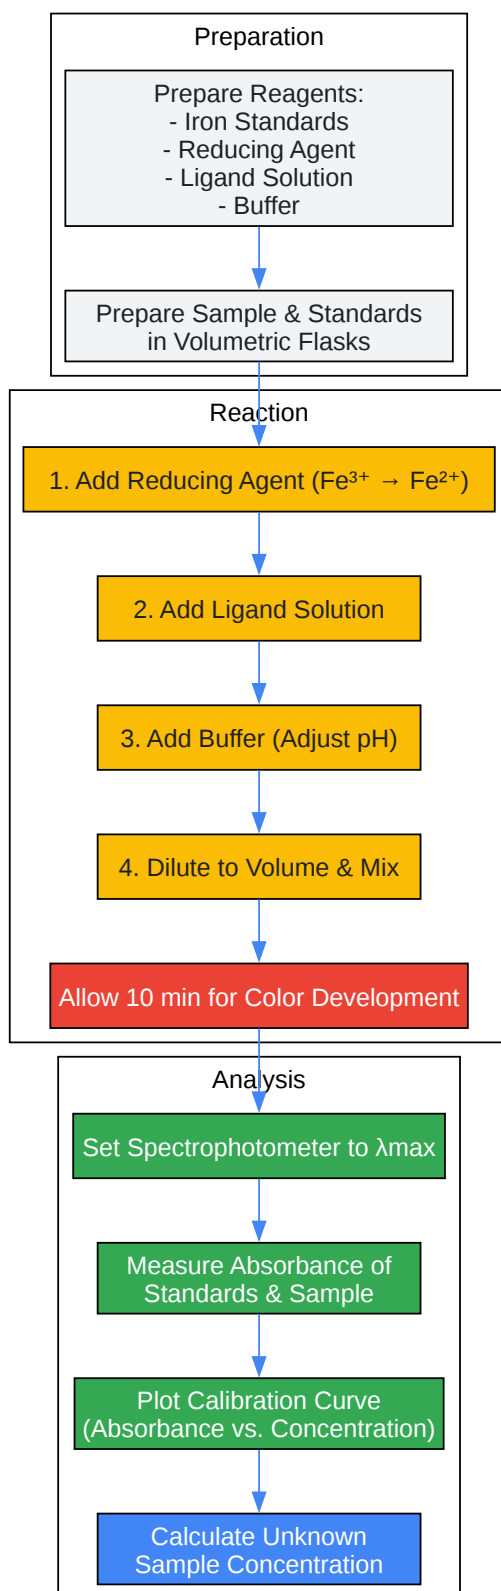 Preparation
Prepare Reagents:
- Iron Standards
- Reducing Agent
- Ligand Solution
- Buffer
Prepare Sample & Standards
in Volumetric Flasks
Reaction
1. Add Reducing Agent (Fe³⁺ → Fe²⁺)
2. Add Ligand Solution
3. Add Buffer (Adjust pH)
4. Dilute to Volume & Mix
Allow 10 min for Color Development
Analysis
Set Spectrophotometer to λmax
Measure Absorbance of
Standards & Sample
Plot Calibration Curve
(Absorbance vs. Concentration)
Calculate Unknown
Sample Concentration